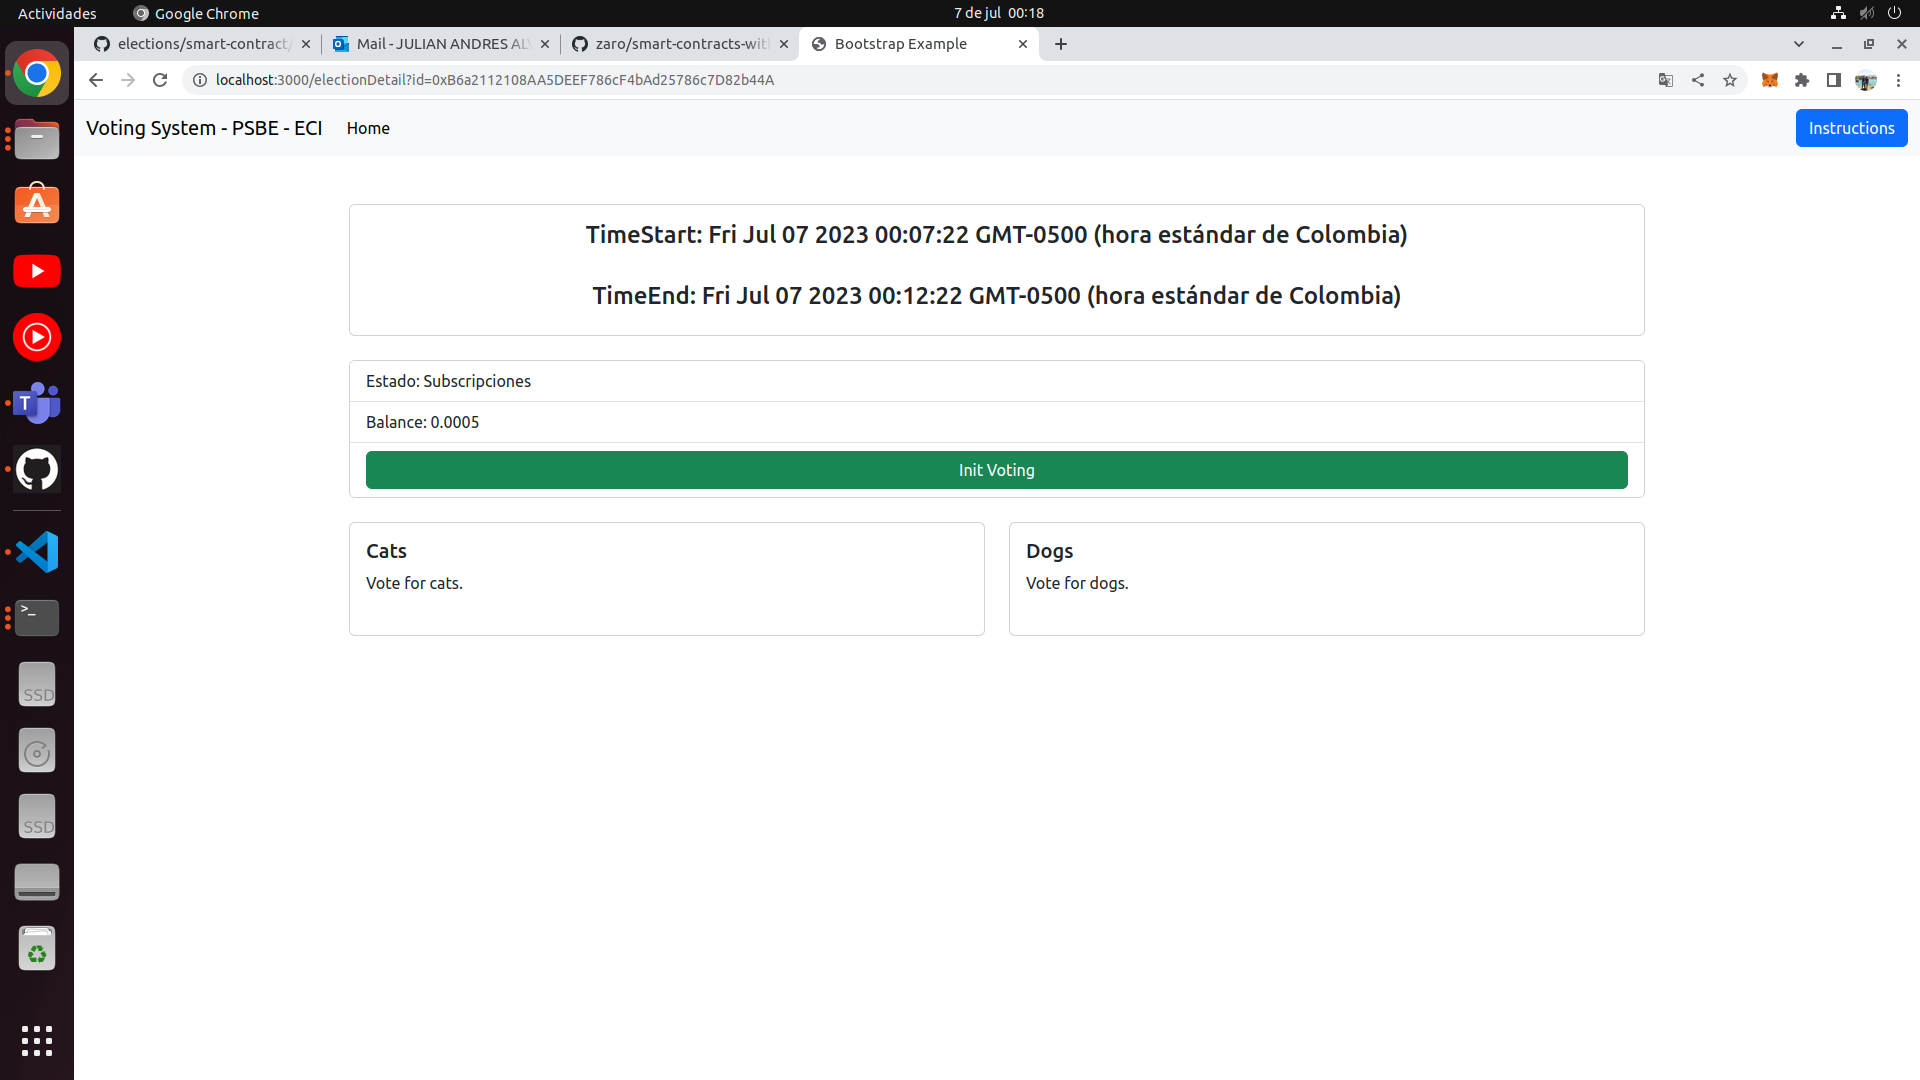 Actividades
Google Chrome
7 de jul 00:18
elections/smart-contract/
Mail - JULIAN ANDRES AL
zaro/smart-contracts-wit
Bootstrap Example
localhost:3000/electionDetail?id=0xB6a2112108AA5DEEF786cF4bAd25786c7D82b44A
Voting System - PSBE - ECI
Home
Instructions
TimeStart: Fri Jul 07 2023 00:07:22 GMT-0500 (hora estándar de Colombia)
TimeEnd: Fri Jul 07 2023 00:12:22 GMT-0500 (hora estándar de Colombia)
Estado: Subscripciones
Balance: 0.0005
Init Voting
Cats
Vote for cats.
Dogs
Vote for dogs.
T
>_
SSD
SSD